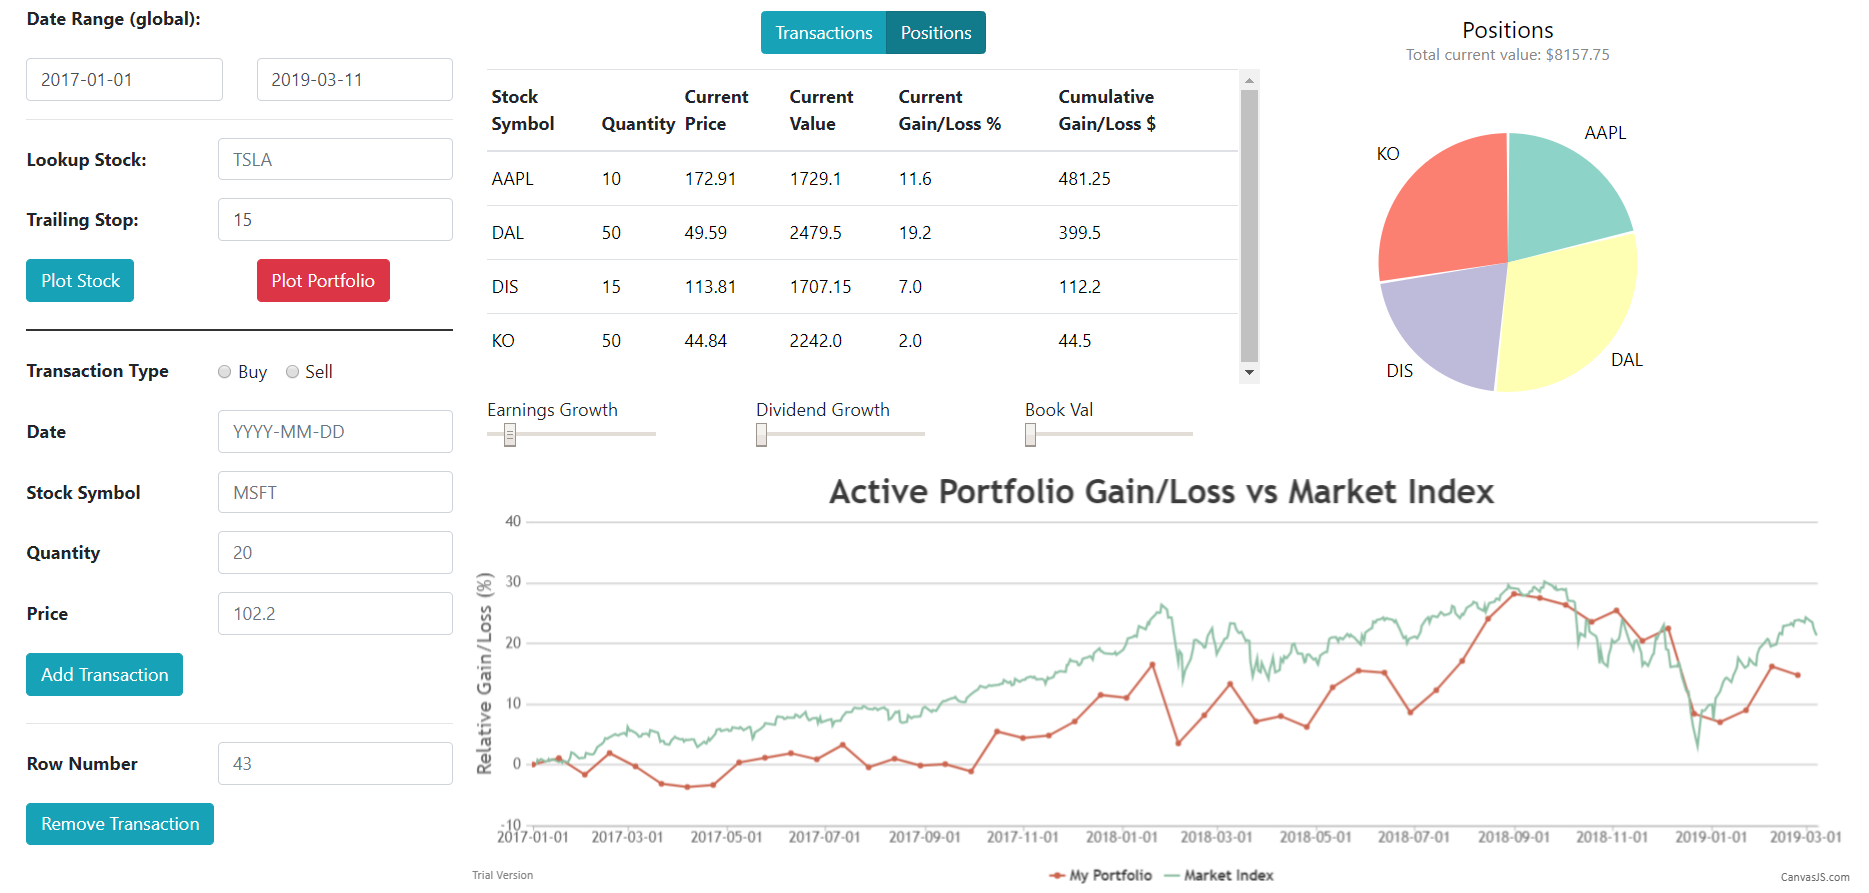 Date Range (global):
2017-01-01 2019-03-11
Lookup Stock: TSLA
Trailing Stop: 15
Plot Stock Plot Portfolio
Transaction Type Buy Sell
Date YYYY-MM-DD
Stock Symbol MSFT
Quantity 20
Price 102.2
Add Transaction
Row Number 43
Remove Transaction
Transactions Positions
Stock Symbol Quantity Current Price Current Value Current Gain/Loss % Cumulative Gain/Loss $
AAPL 10 172.91 1729.1 11.6 481.25
DAL 50 49.59 2479.5 19.2 399.5
DIS 15 113.81 1707.15 7.0 112.2
KO 50 44.84 2242.0 2.0 44.5
Earnings Growth Dividend Growth Book Val
Positions
Total current value: $8157.75
AAPL
KO
DAL
DIS
Active Portfolio Gain/Loss vs Market Index
Relative Gain/Loss (%)
40
30
20
10
0
-10
2017-01-01 2017-03-01 2017-05-01 2017-07-01 2017-09-01 2017-11-01 2018-01-01 2018-03-01 2018-05-01 2018-07-01 2018-09-01 2018-11-01 2019-01-01 2019-03-01
My Portfolio Market Index
Trial Version
CanvasJS.com